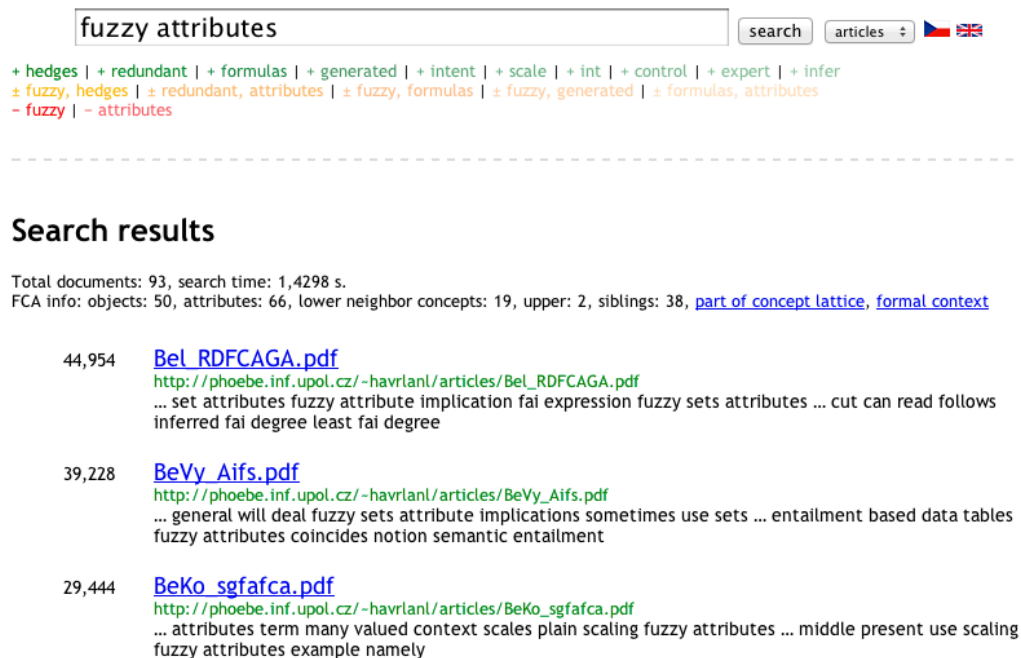 fuzzy attributes
search
articles
+ hedges | + redundant | + formulas | + generated | + intent | + scale | + int | + control | + expert | + infer
± fuzzy, hedges | ± redundant, attributes | ± fuzzy, formulas | ± fuzzy, generated | ± formulas, attributes
− fuzzy | − attributes
Search results
Total documents: 93, search time: 1,4298 s.
FCA info: objects: 50, attributes: 66, lower neighbor concepts: 19, upper: 2, siblings: 38, part of concept lattice, formal context
44,954 Bel_RDFCAGA.pdf
http://phoebe.inf.upol.cz/~havrlanl/articles/Bel_RDFCAGA.pdf
... set attributes fuzzy attribute implication fai expression fuzzy sets attributes ... cut can read follows
inferred fai degree least fai degree
39,228 BeVy_Aifs.pdf
http://phoebe.inf.upol.cz/~havrlanl/articles/BeVy_Aifs.pdf
... general will deal fuzzy sets attribute implications sometimes use sets ... entailment based data tables
fuzzy attributes coincides notion semantic entailment
29,444 BeKo_sgfafca.pdf
http://phoebe.inf.upol.cz/~havrlanl/articles/BeKo_sgfafca.pdf
... attributes term many valued context scales plain scaling fuzzy attributes ... middle present use scaling
fuzzy attributes example namely